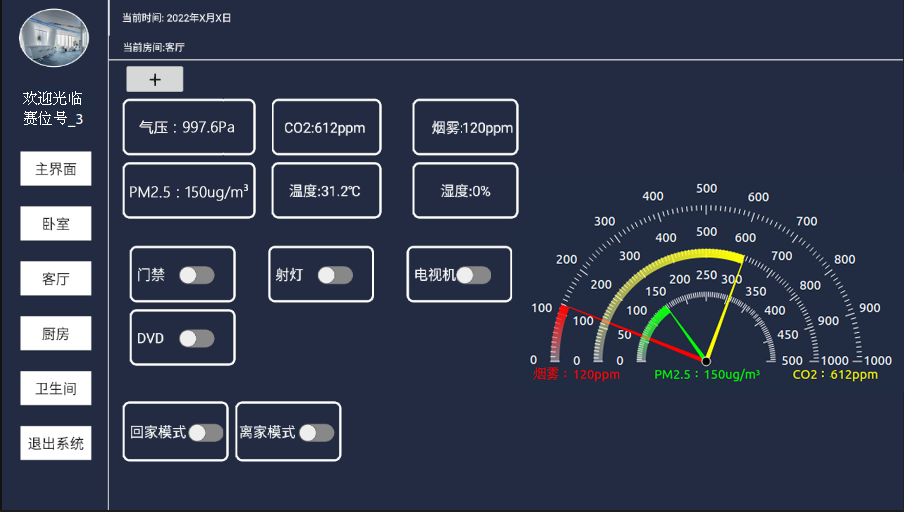 当前时间: 2022年X月X日
当前房间:客厅
欢迎光临
赛位号_3
主界面
卧室
客厅
厨房
卫生间
退出系统
+
气压：997.6Pa
CO2:612ppm
烟雾:120ppm
PM2.5：150ug/m³
温度:31.2℃
湿度:0%
门禁
射灯
电视机
DVD
回家模式
离家模式
0
100
200
300
400
500
600
700
800
900
1000
0
100
200
300
400
500
600
700
800
900
1000
0
50
100
150
200
250
300
350
400
450
500
烟雾：120ppm
PM2.5：150ug/m³
CO2：612ppm